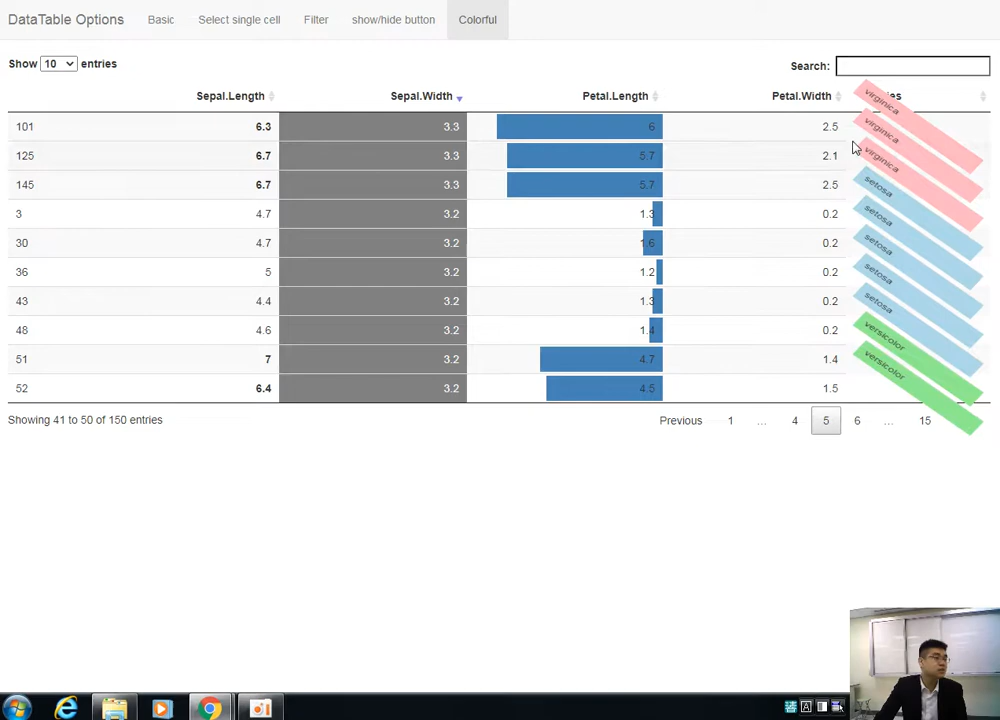 DataTable Options Basic Select single cell Filter show/hide button Colorful
Show 10 entries Search:
Sepal.Length Sepal.Width Petal.Length Petal.Width ies
101 6.3 3.3 6 2.5 virginica
125 6.7 3.3 5.7 2.1 virginica
145 6.7 3.3 5.7 2.5 virginica
3 4.7 3.2 1.3 0.2 setosa
30 4.7 3.2 1.6 0.2 setosa
36 5 3.2 1.2 0.2 setosa
43 4.4 3.2 1.3 0.2 setosa
48 4.6 3.2 1.4 0.2 setosa
51 7 3.2 4.7 1.4 versicolor
52 6.4 3.2 4.5 1.5 versicolor
Showing 41 to 50 of 150 entries Previous 1 … 4 5 6 … 15
A